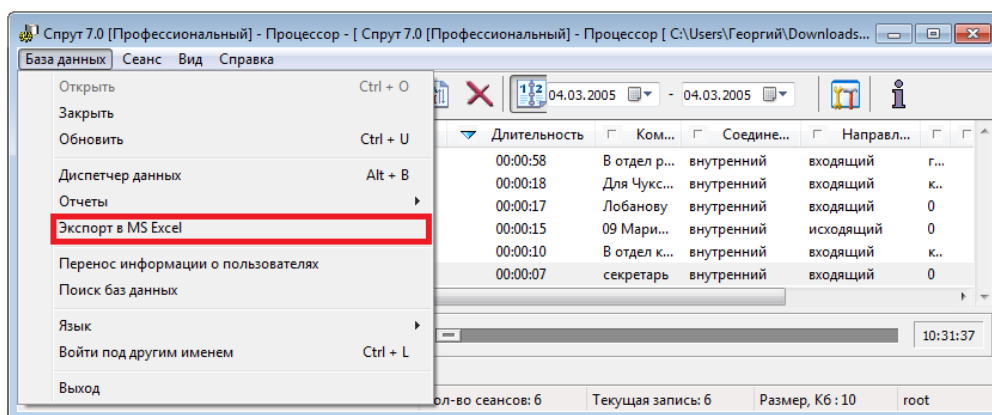 Спрут 7.0 [Профессиональный] - Процессор - [ Спрут 7.0 [Профессиональный] - Процессор [ C:\Users\Георгий\Downloads...
База данных Сеанс Вид Справка
Открыть Ctrl + O
Закрыть
Обновить Ctrl + U
Диспетчер данных Alt + B
Отчеты
Экспорт в MS Excel
Перенос информации о пользователях
Поиск баз данных
Язык
Войти под другим именем Ctrl + L
Выход
04.03.2005 - 04.03.2005
Длительность Ком... Соедине... Направл...
00:00:58 В отдел р... внутренний входящий г...
00:00:18 Для Чукс... внутренний входящий к...
00:00:17 Лобанову внутренний входящий 0
00:00:15 09 Мари... внутренний исходящий 0
00:00:10 В отдел к... внутренний входящий к...
00:00:07 секретарь внутренний входящий 0
10:31:37
ол-во сеансов: 6 Текущая запись: 6 Размер, Кб : 10 root